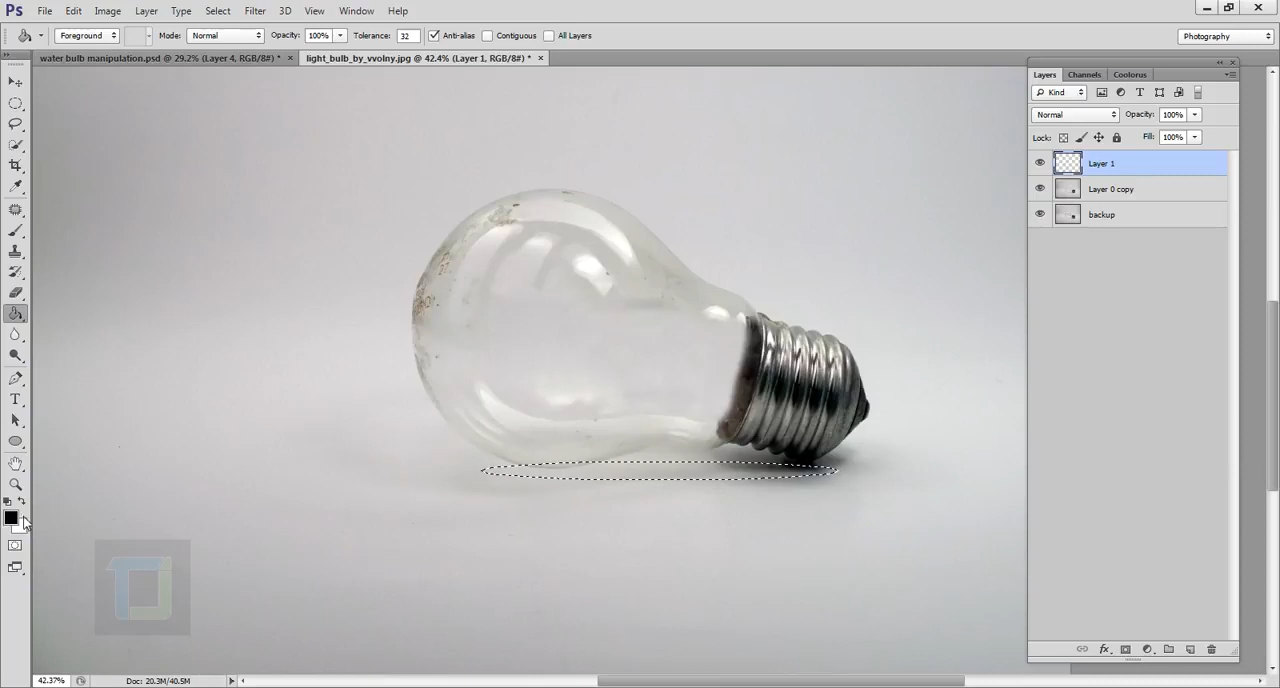 Ps File Edit Image Layer Type Select Filter 3D View Window Help
Foreground Mode: Normal Opacity: 100% Tolerance: 32 Anti-alias Contiguous All Layers Photography
water bulb manipulation.psd @ 29.2% (Layer 4, RGB/8#) * × light_bulb_by_vvolny.jpg @ 42.4% (Layer 1, RGB/8#) * ×
Layers Channels Coolorus
Kind
Normal Opacity: 100%
Lock: Fill: 100%
Layer 1
Layer 0 copy
backup
42.37% Doc: 20.3M/40.5M